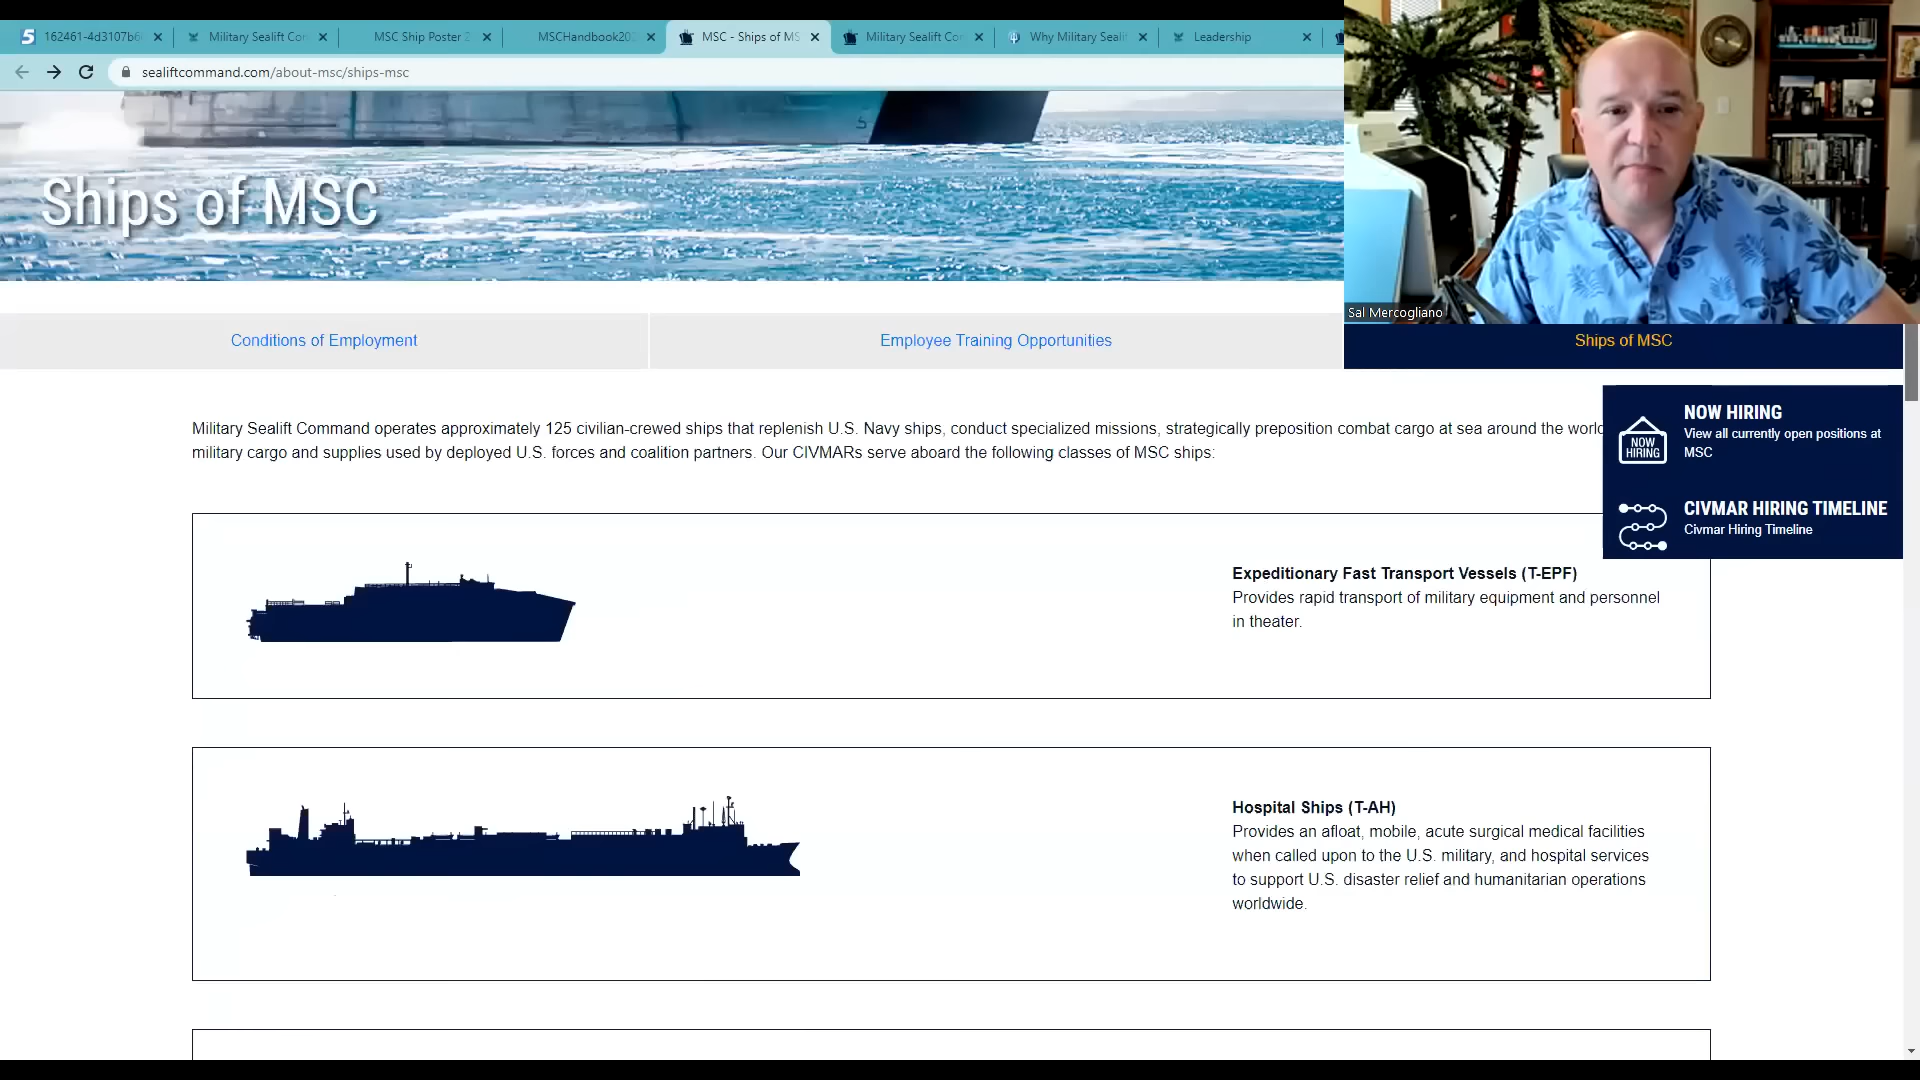 162461-4d3107b6
Military Sealift Co
MSC Ship Poster 2
MSCHandbook202
MSC - Ships of MS
Military Sealift Co
Why Military Seali
Leadership
sealiftcommand.com/about-msc/ships-msc
Ships of MSC
Sal Mercogliano
Conditions of Employment
Employee Training Opportunities
Ships of MSC
Military Sealift Command operates approximately 125 civilian-crewed ships that replenish U.S. Navy ships, conduct specialized missions, strategically preposition combat cargo at sea around the world
military cargo and supplies used by deployed U.S. forces and coalition partners. Our CIVMARs serve aboard the following classes of MSC ships:
NOW HIRING
NOW HIRING
View all currently open positions at
MSC
CIVMAR HIRING TIMELINE
Civmar Hiring Timeline
Expeditionary Fast Transport Vessels (T-EPF)
Provides rapid transport of military equipment and personnel
in theater.
Hospital Ships (T-AH)
Provides an afloat, mobile, acute surgical medical facilities
when called upon to the U.S. military, and hospital services
to support U.S. disaster relief and humanitarian operations
worldwide.